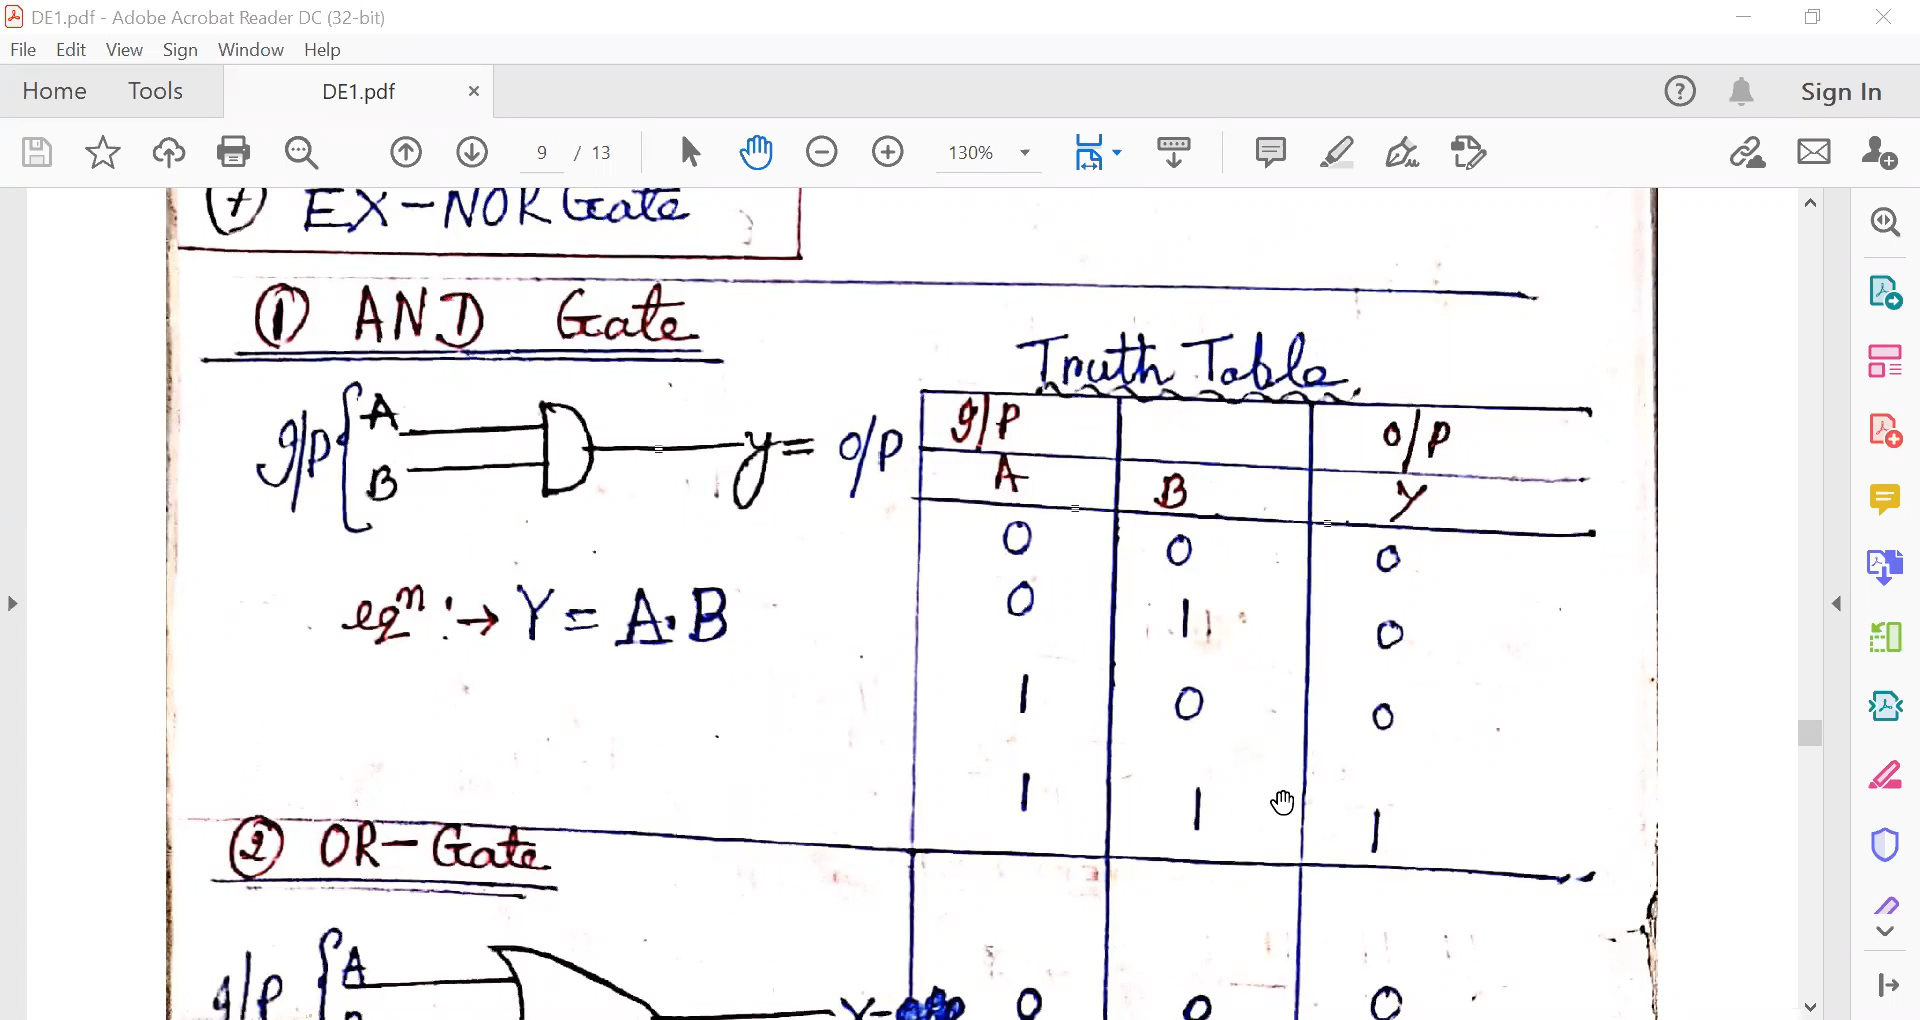 DE1.pdf - Adobe Acrobat Reader DC (32-bit)
File Edit View Sign Window Help
Home Tools DE1.pdf × Sign In
9 / 13 130%
(7) EX-NOR Gate
① AND Gate
Truth Table
I/P A B y = O/P
I/P O/P
A B Y
0 0 0
eqn :→ Y = A.B
0 1 0
1 0 0
1 1 1
② OR-Gate
I/P A Y=
0 0 0